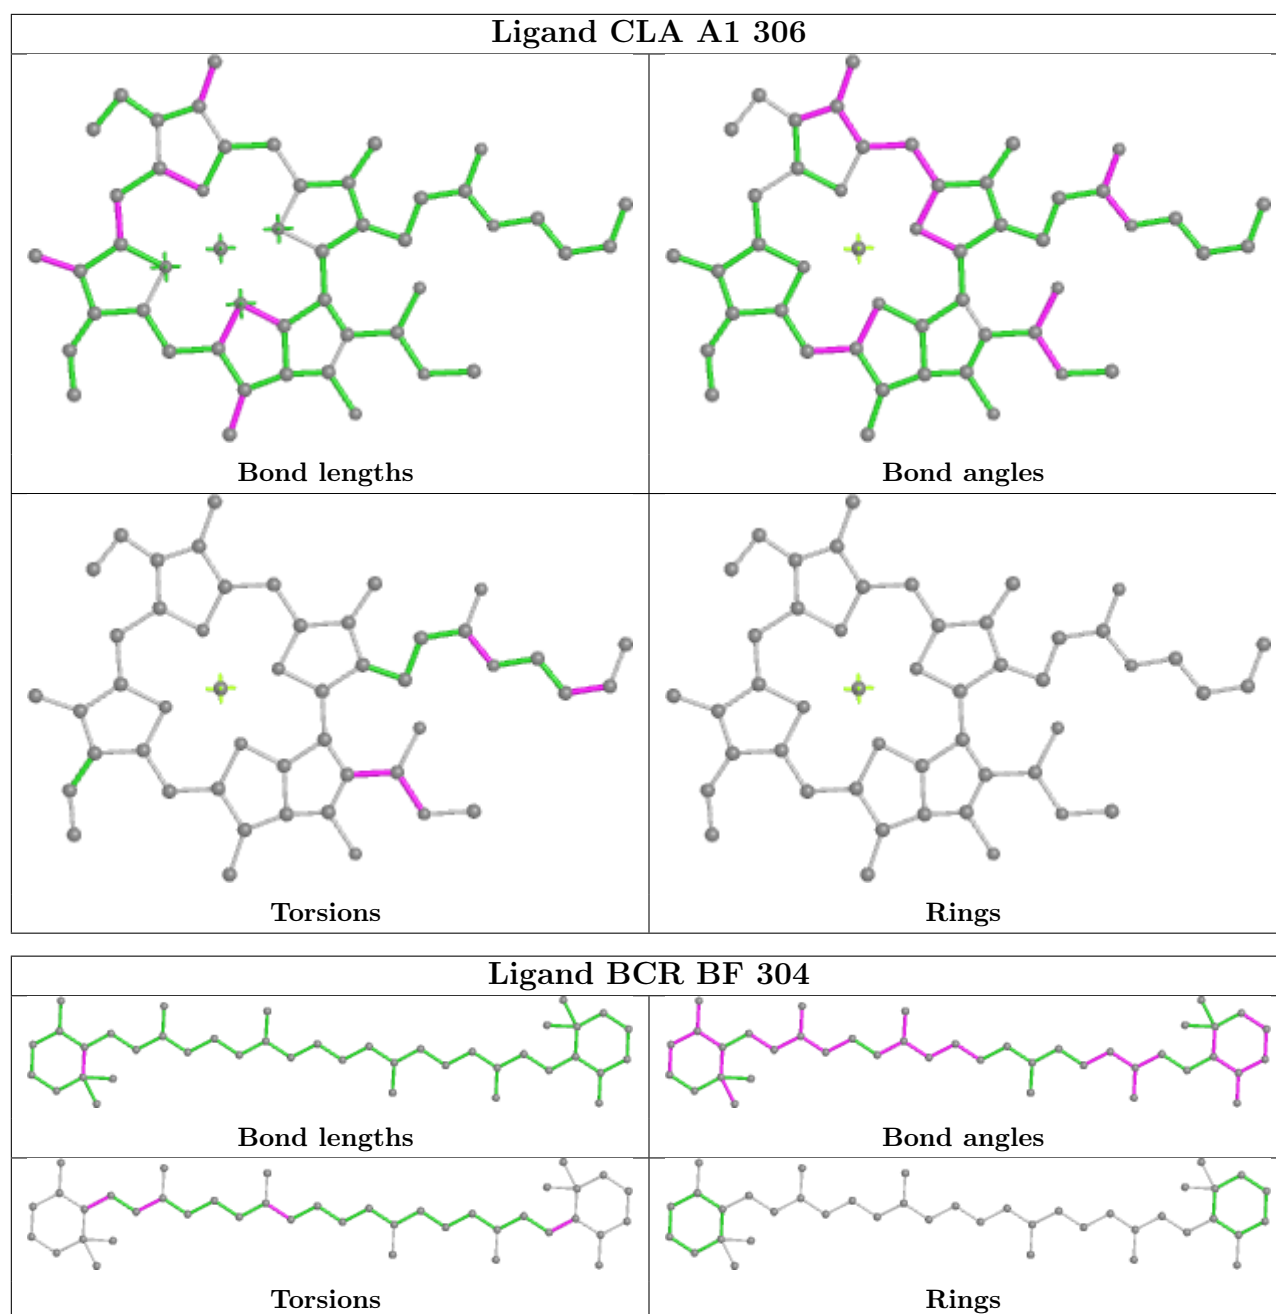 Ligand CLA A1 306
Bond lengths
Bond angles
Torsions
Rings
Ligand BCR BF 304
Bond lengths
Bond angles
Torsions
Rings